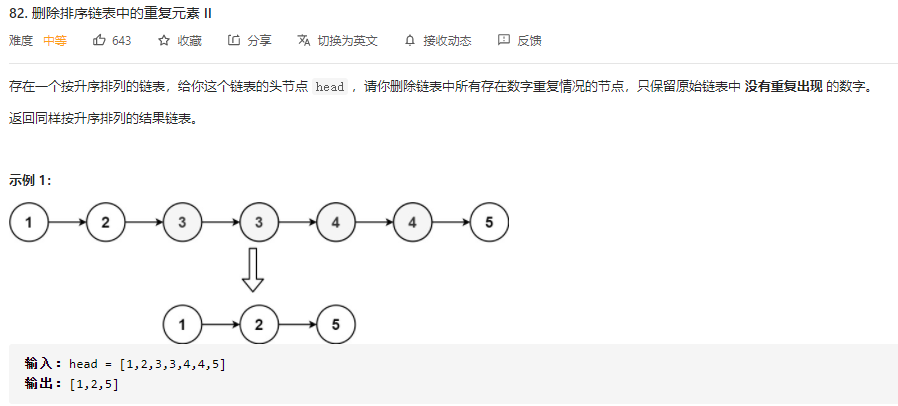 82. 删除排序链表中的重复元素 II
难度 中等 643 收藏 分享 切换为英文 接收动态 反馈
存在一个按升序排列的链表，给你这个链表的头节点 head ，请你删除链表中所有存在数字重复情况的节点，只保留原始链表中 没有重复出现 的数字。
返回同样按升序排列的结果链表。
示例 1：
1 2 3 3 4 4 5
1 2 5
输入：head = [1,2,3,3,4,4,5]
输出：[1,2,5]